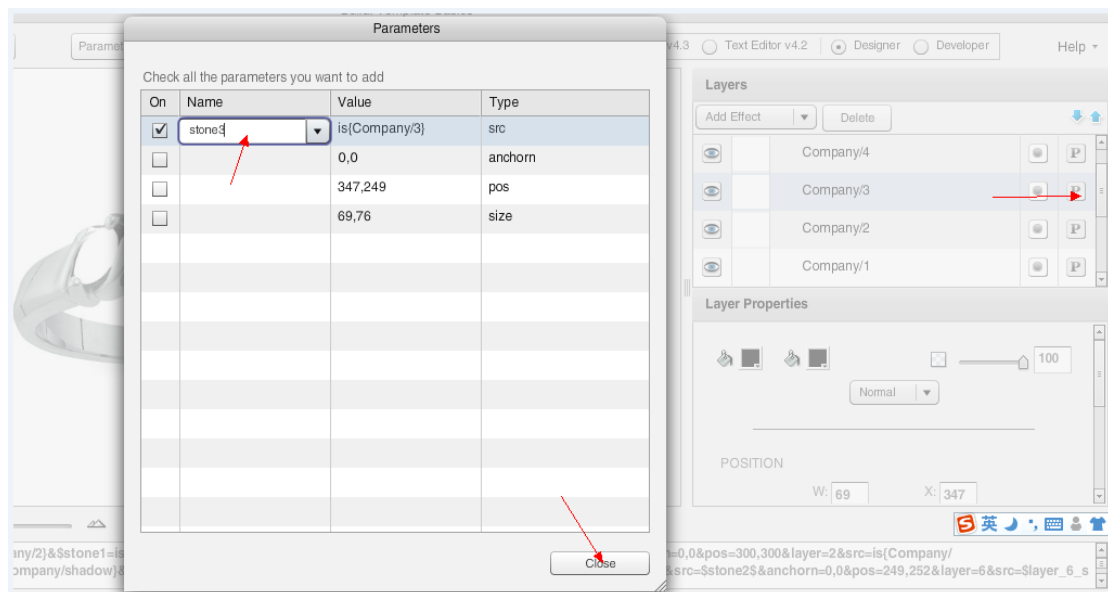 Parameters
v4.3 Text Editor v4.2 Designer Developer Help
Check all the parameters you want to add
On Name Value Type
stone3 is{Company/3} src
0,0 anchorn
347,249 pos
69,76 size
Close
Layers
Add Effect Delete
Company/4 P
Company/3 P
Company/2 P
Company/1 P
Layer Properties
100
Normal
POSITION
W: 69 X: 347
英
any/2}&$stone1=is
n=0,0&pos=300,300&layer=2&src=is{Company/
ompany/shadow}&
&src=$stone2$&anchorn=0,0&pos=249,252&layer=6&src=$layer_6_s